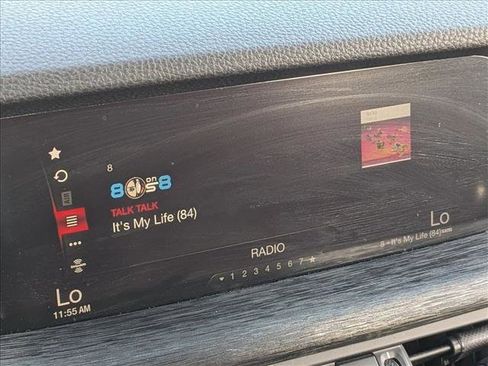 8
80s on 8
TALK TALK
It's My Life (84)
Lo
8 - It's My Life (84)
RADIO
1 2 3 4 5 6 7
Lo
11:55 AM